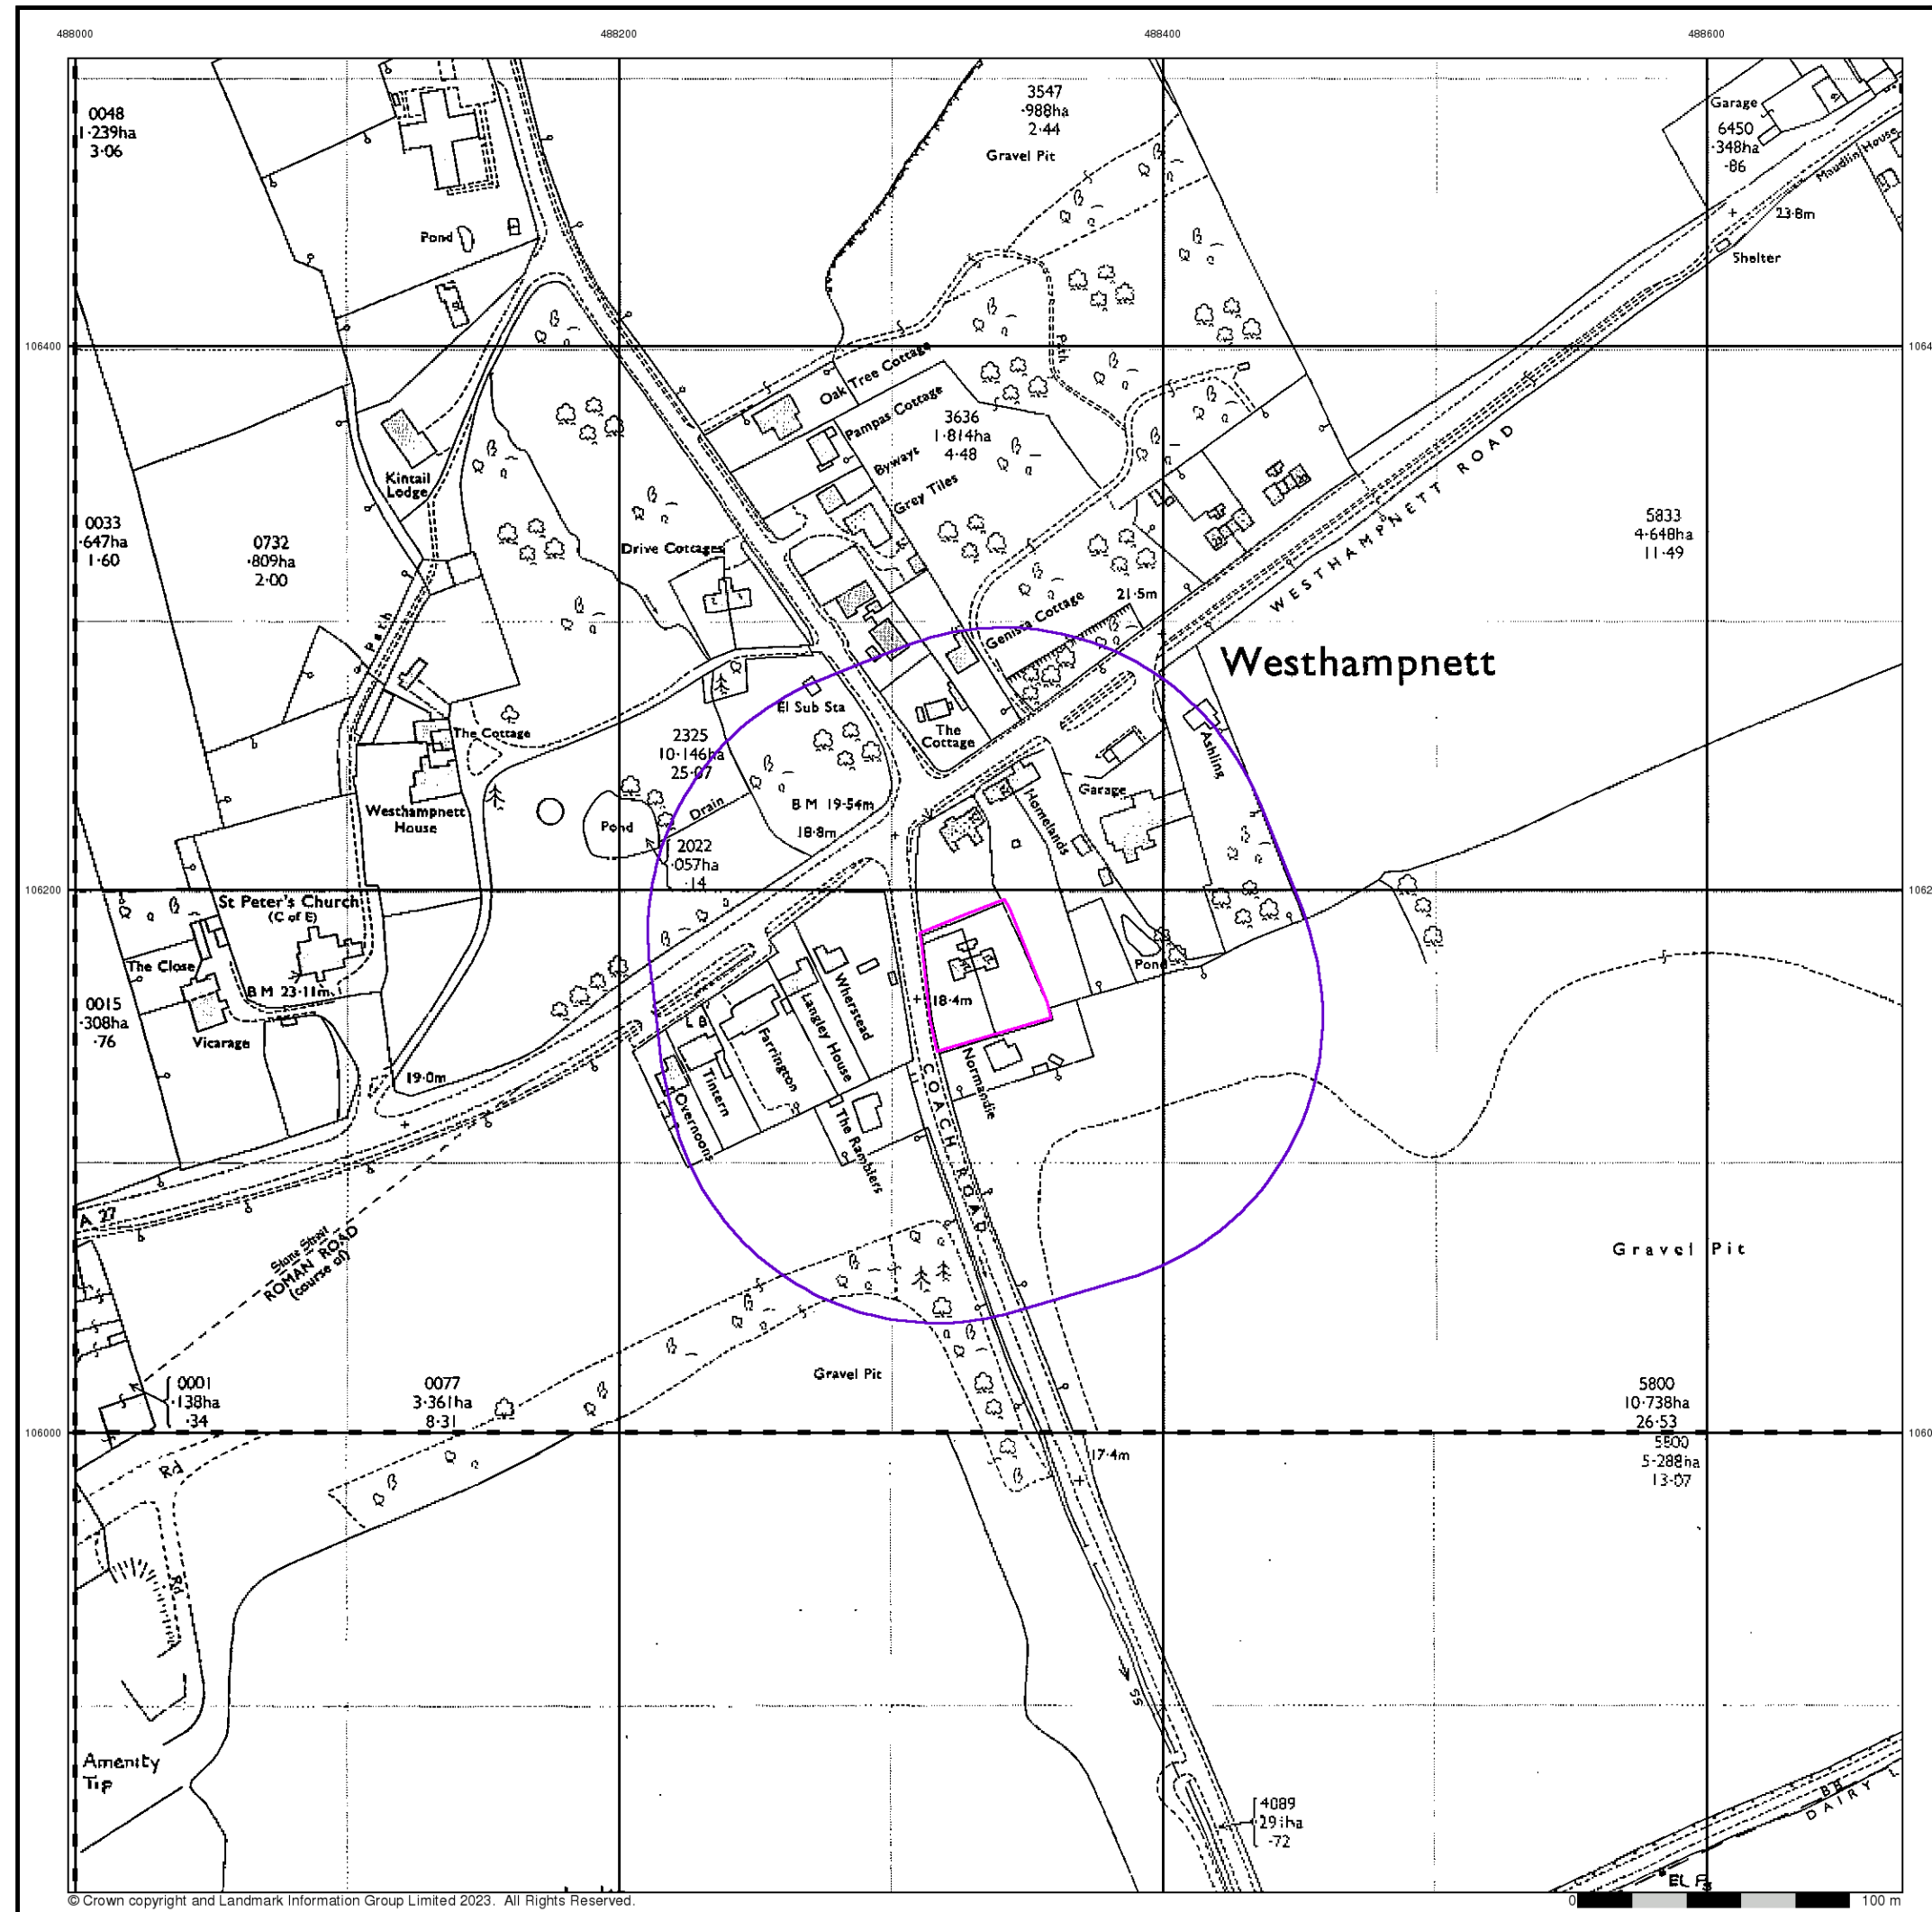 488000
488200
488400
488600
0048
1·239ha
3·06
3547
·988ha
2·44
Gravel Pit
Garage
6450
·348ha
·86
Maudlin House
23·8m
Shelter
Pond
106400
1064
Oak Tree Cottage
Pampas Cottage
Byways
Grey Tiles
Path
3636
1·814ha
4·48
Kintail
Lodge
0033
·647ha
1·60
0732
·809ha
2·00
Drive Cottages
WESTHAMPNETT ROAD
5833
4·648ha
11·49
Path
Genista Cottage
21·5m
Westhampnett
El Sub Sta
The Cottage
The
Cottage
2325
10·146ha
25·07
Ashling
Garage
Homelands
Westhampnett
House
Pond
Drain
B M 19·54m
18·8m
2022
·057ha
·14
106200
1062
St Peter's Church
(C of E)
The Close
B M 23·11m
0015
·308ha
·76
Vicarage
Pond
18·4m
Wherstead
Langley House
Farrington
L B
Tintern
Overnoons
The Ramblers
Normandie
COACH ROAD
19·0m
A 27
Stane Street
ROMAN ROAD
(course of)
Gravel Pit
0001
·138ha
·34
0077
3·361ha
8·31
Gravel Pit
5800
10·738ha
26·53
106000
1060
5500
5·288ha
13·07
17·4m
Rd
Rd
SS
Amenity
Tip
4089
·291ha
·72
BB
DAIRY L
EL Ps
© Crown copyright and Landmark Information Group Limited 2023. All Rights Reserved.
0
100 m